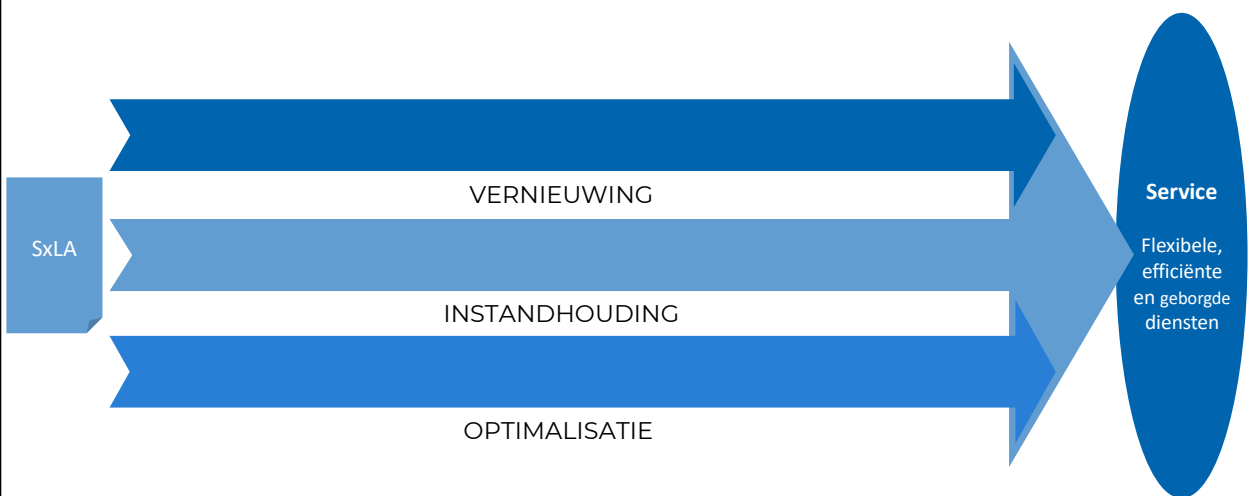 SxLA
VERNIEUWING
INSTANDHOUDING
OPTIMALISATIE
Service
Flexibele,
efficiënte
en geborgde
diensten